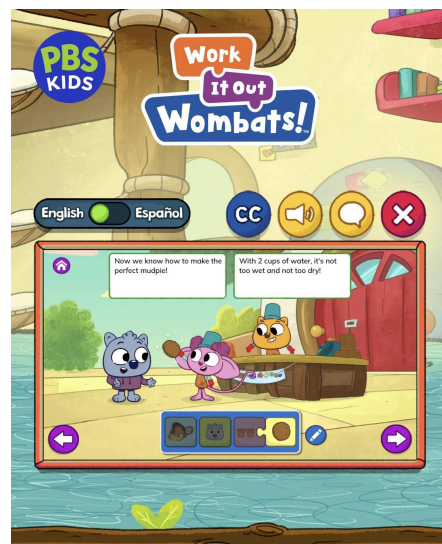 PBS
KIDS
Work
It Out
Wombats!
English
Español
CC
Now we know how to make the
perfect mudpie!
With 2 cups of water, it's not
too wet and not too dry!